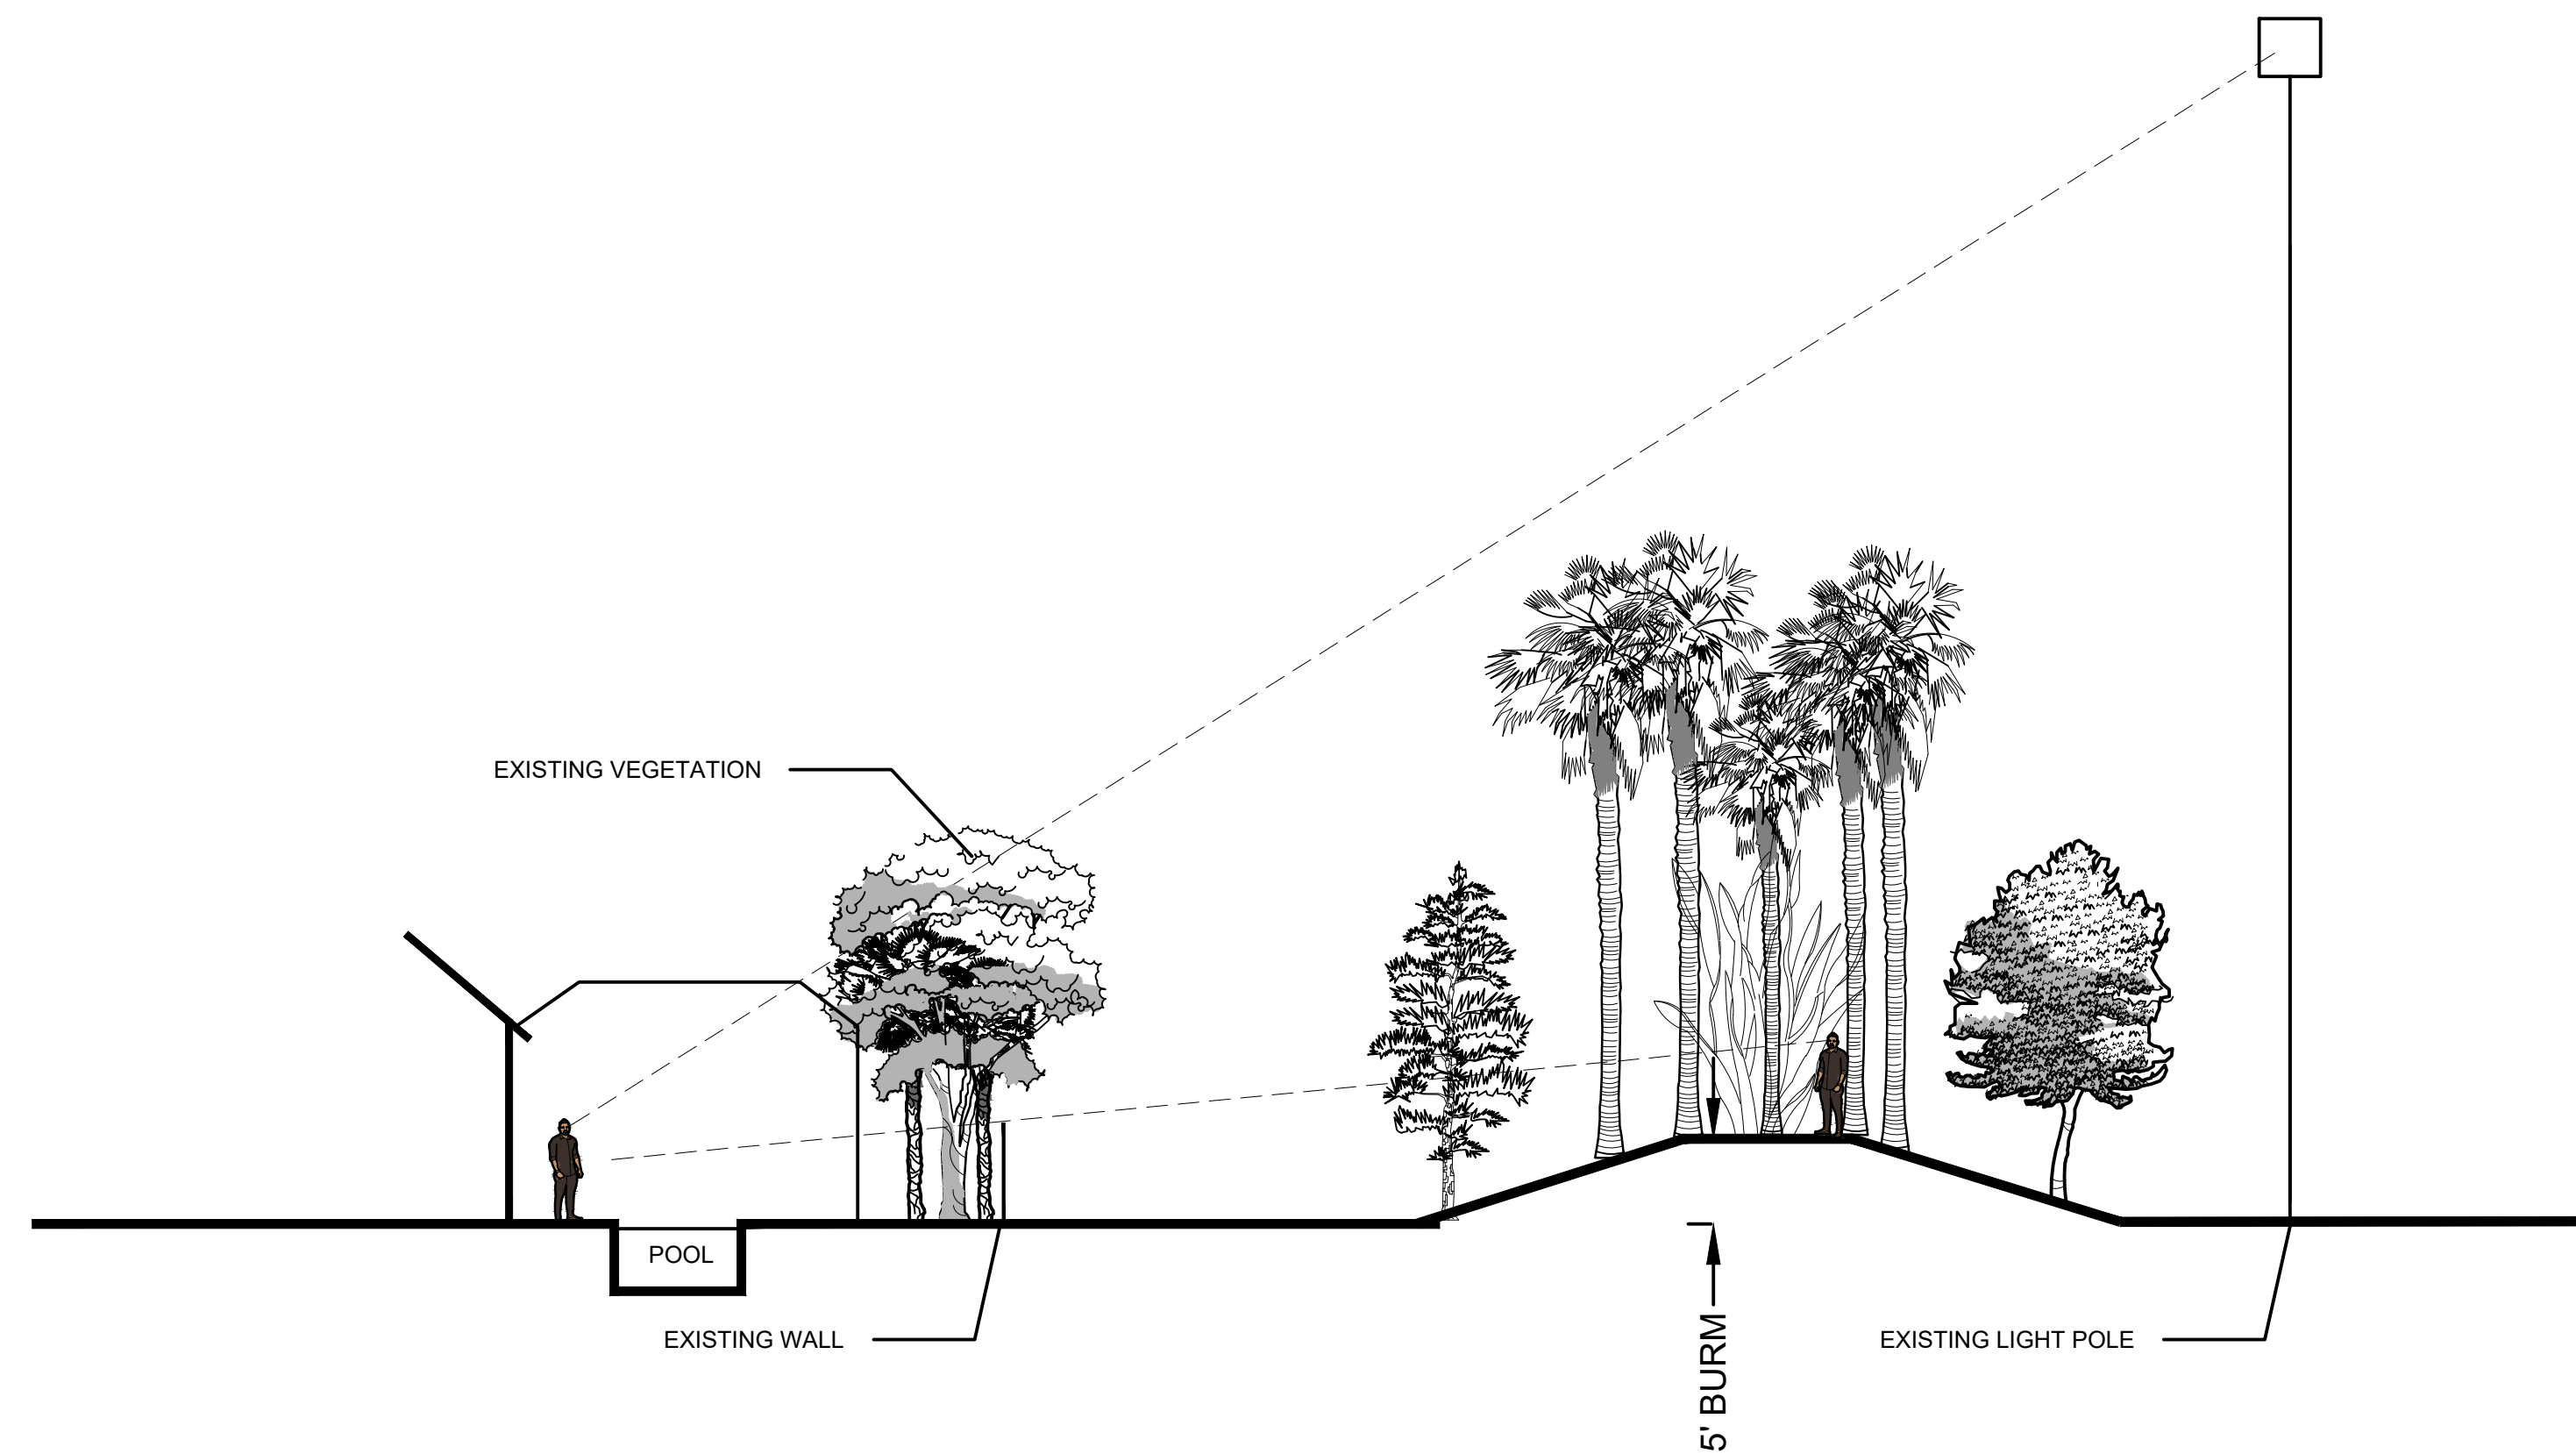 EXISTING VEGETATION
POOL
EXISTING WALL
5' BURM
EXISTING LIGHT POLE